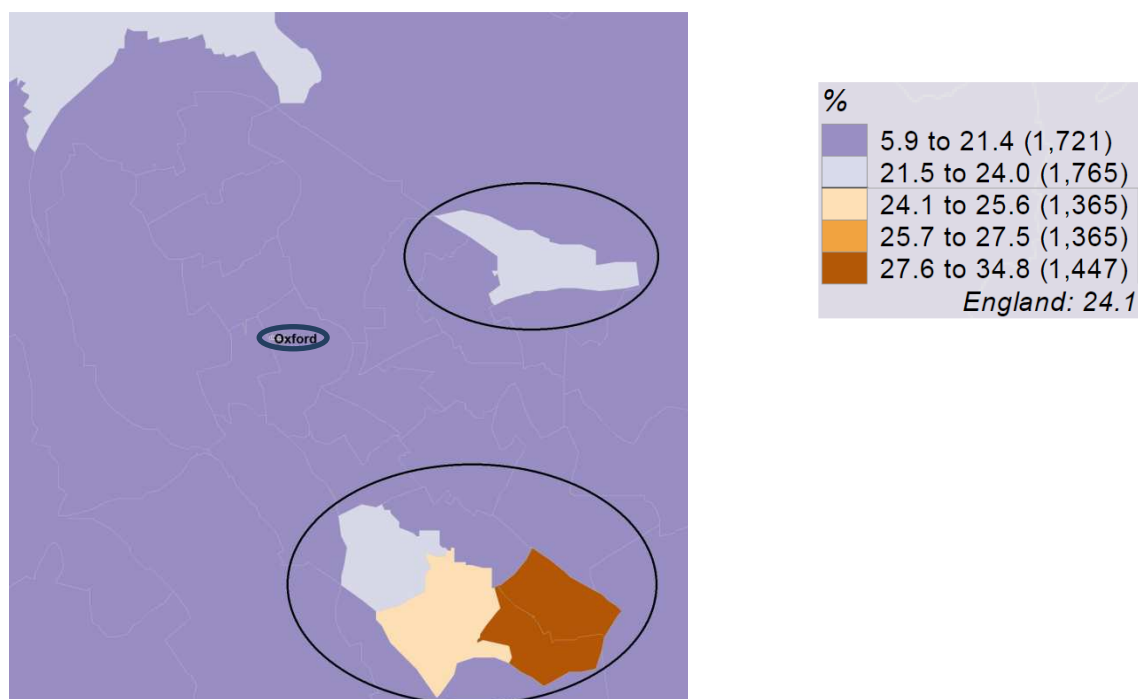 Oxford
%
5.9 to 21.4 (1,721)
21.5 to 24.0 (1,765)
24.1 to 25.6 (1,365)
25.7 to 27.5 (1,365)
27.6 to 34.8 (1,447)
England: 24.1